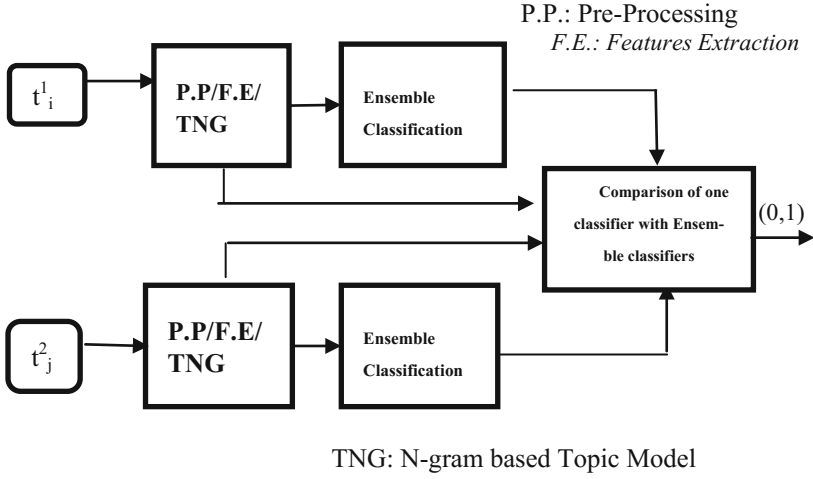 P.P.: Pre-Processing
F.E.: Features Extraction
t¹ᵢ
P.P/F.E/
TNG
Ensemble
Classification
Comparison of one
classifier with Ensem-
ble classifiers
(0,1)
t²ⱼ
P.P/F.E/
TNG
Ensemble
Classification
TNG: N-gram based Topic Model